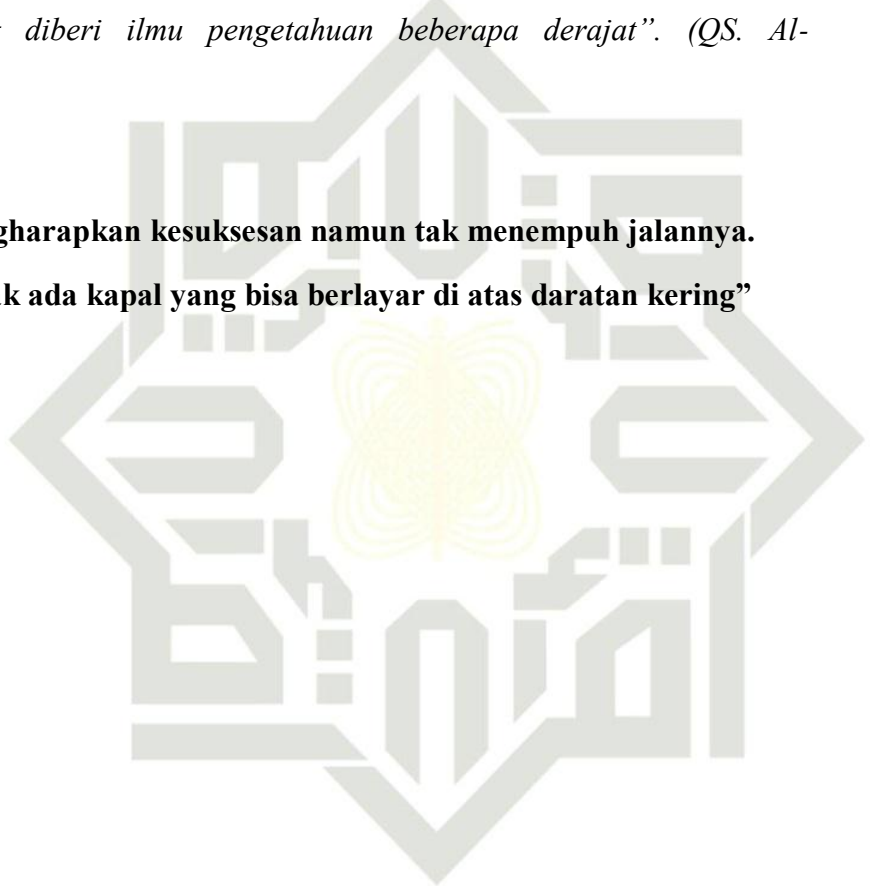 diberi ilmu pengetahuan beberapa derajat”. (QS. Al-
gharapkan kesuksesan namun tak menempuh jalannya.
k ada kapal yang bisa berlayar di atas daratan kering”